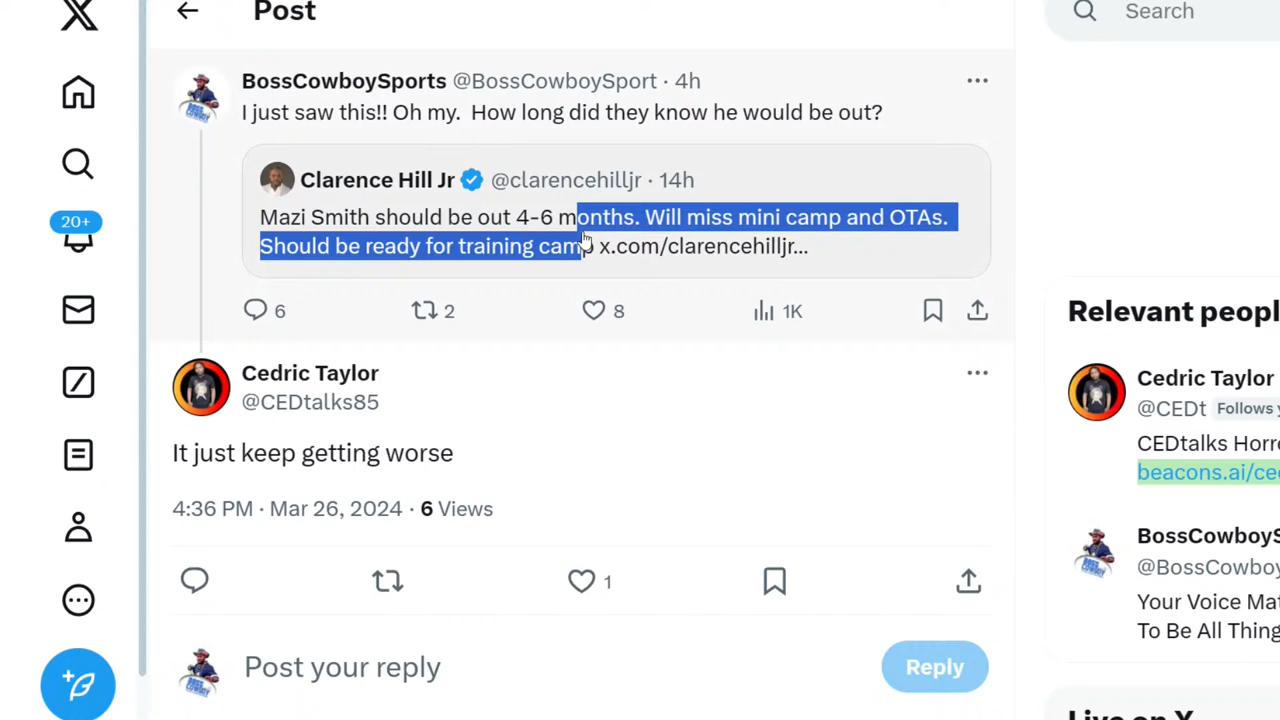 Post
Search
BossCowboySports @BossCowboySport · 4h
I just saw this!! Oh my. How long did they know he would be out?
Clarence Hill Jr @clarencehilljr · 14h
Mazi Smith should be out 4-6 months. Will miss mini camp and OTAs.
Should be ready for training camp x.com/clarencehilljr...
6 2 8 1K
20+
Cedric Taylor
@CEDtalks85
It just keep getting worse
4:36 PM · Mar 26, 2024 · 6 Views
1
Post your reply
Reply
Relevant peopl
Cedric Taylor
@CEDt Follows y
CEDtalks Horro
beacons.ai/ced
BossCowboyS
@BossCowboy
Your Voice Mat
To Be All Thing
Live on X